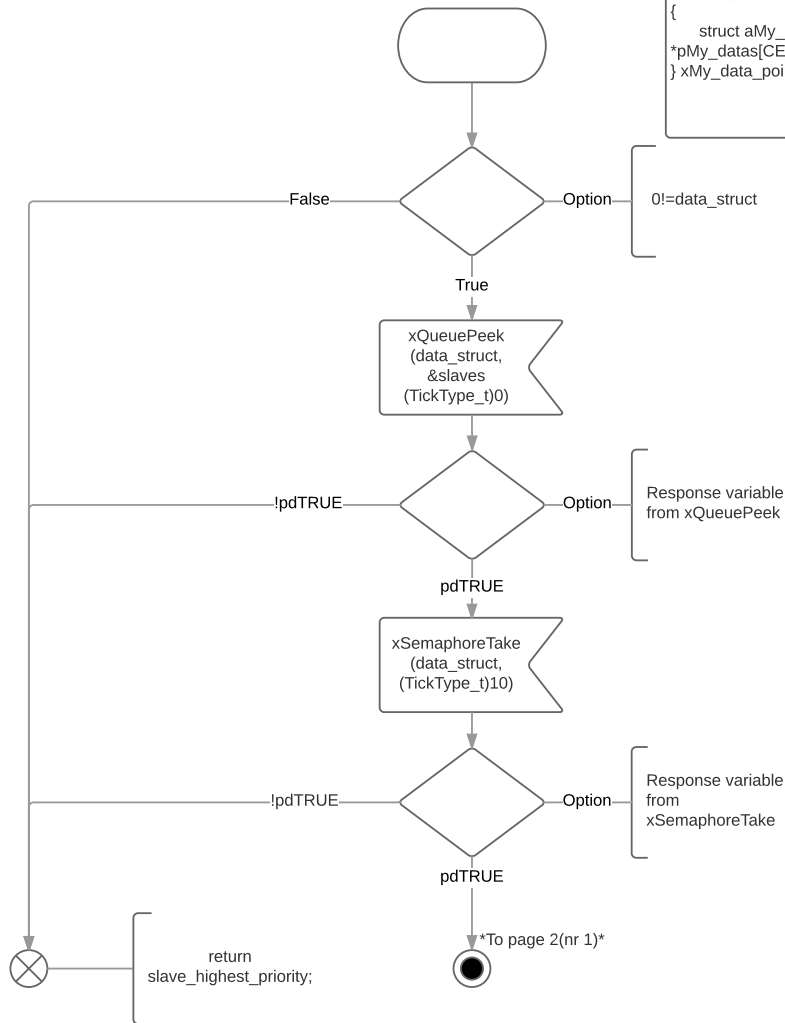 {
struct aMy_
*pMy_datas[CE
} xMy_data_poi
False
Option
0!=data_struct
True
xQueuePeek
(data_struct,
&slaves
(TickType_t)0)
!pdTRUE
Option
Response variable
from xQueuePeek
pdTRUE
xSemaphoreTake
(data_struct,
(TickType_t)10)
!pdTRUE
Option
Response variable
from
xSemaphoreTake
pdTRUE
*To page 2(nr 1)*
return
slave_highest_priority;